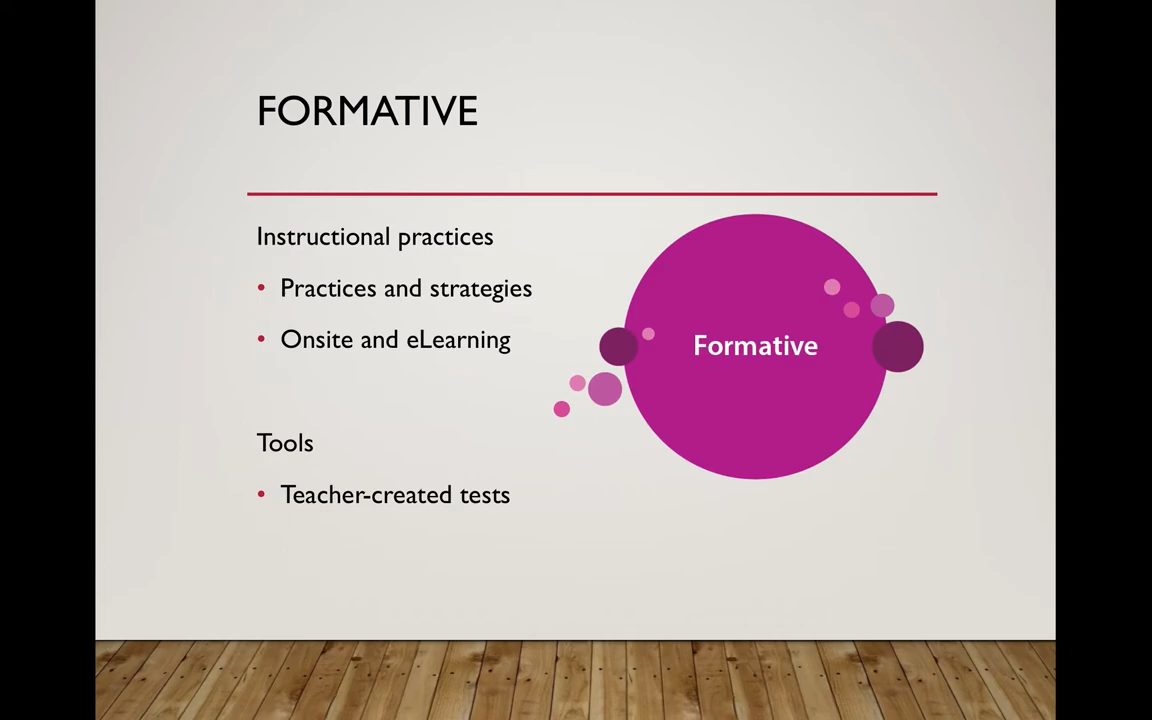 FORMATIVE
Instructional practices
• Practices and strategies
• Onsite and eLearning
Tools
• Teacher-created tests
Formative